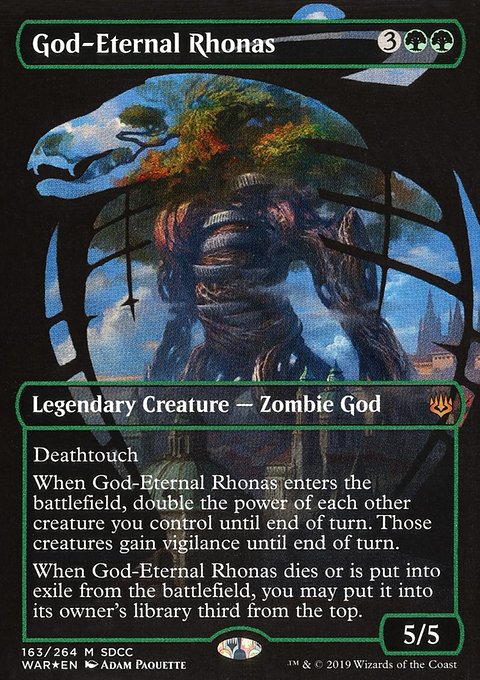 God-Eternal Rhonas 3
Legendary Creature — Zombie God
Deathtouch
When God-Eternal Rhonas enters the
battlefield, double the power of each other
creature you control until end of turn. Those
creatures gain vigilance until end of turn.
When God-Eternal Rhonas dies or is put into
exile from the battlefield, you may put it into
its owner's library third from the top.
5/5
163/264 M SDCC
WAR★EN Adam Paquette
™ & © 2019 Wizards of the Coast